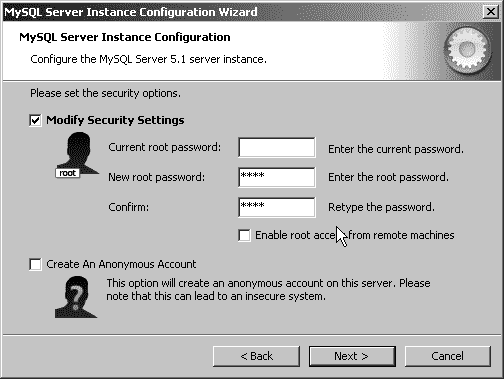 MySQL Server Instance Configuration Wizard
MySQL Server Instance Configuration
Configure the MySQL Server 5.1 server instance.
Please set the security options.
Modify Security Settings
root
Current root password: Enter the current password.
New root password: **** Enter the root password.
Confirm: **** Retype the password.
Enable root access from remote machines
Create An Anonymous Account
This option will create an anonymous account on this server. Please
note that this can lead to an insecure system.
< Back Next > Cancel